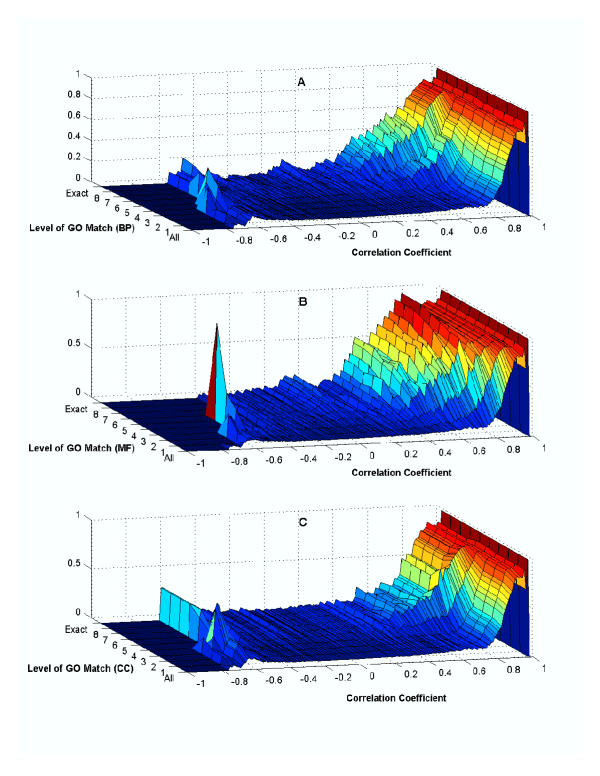 A
1
0.8
0.6
0.4
0.2
0
Exact
8
7
6
5
4
3
2
1
All
Level of GO Match (BP)
-1 -0.8 -0.6 -0.4 -0.2 0 0.2 0.4 0.6 0.8 1
Correlation Coefficient
B
1
0.5
0
Exact
8
7
6
5
4
3
2
1
All
Level of GO Match (MF)
-1 -0.8 -0.6 -0.4 -0.2 0 0.2 0.4 0.6 0.8 1
Correlation Coefficient
C
1
0.5
0
Exact
8
7
6
5
4
3
2
1
All
Level of GO Match (CC)
-1 -0.8 -0.6 -0.4 -0.2 0 0.2 0.4 0.6 0.8 1
Correlation Coefficient